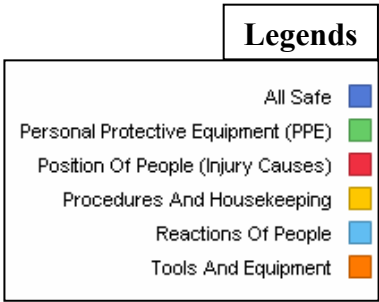 Legends
All Safe
Personal Protective Equipment (PPE)
Position Of People (Injury Causes)
Procedures And Housekeeping
Reactions Of People
Tools And Equipment